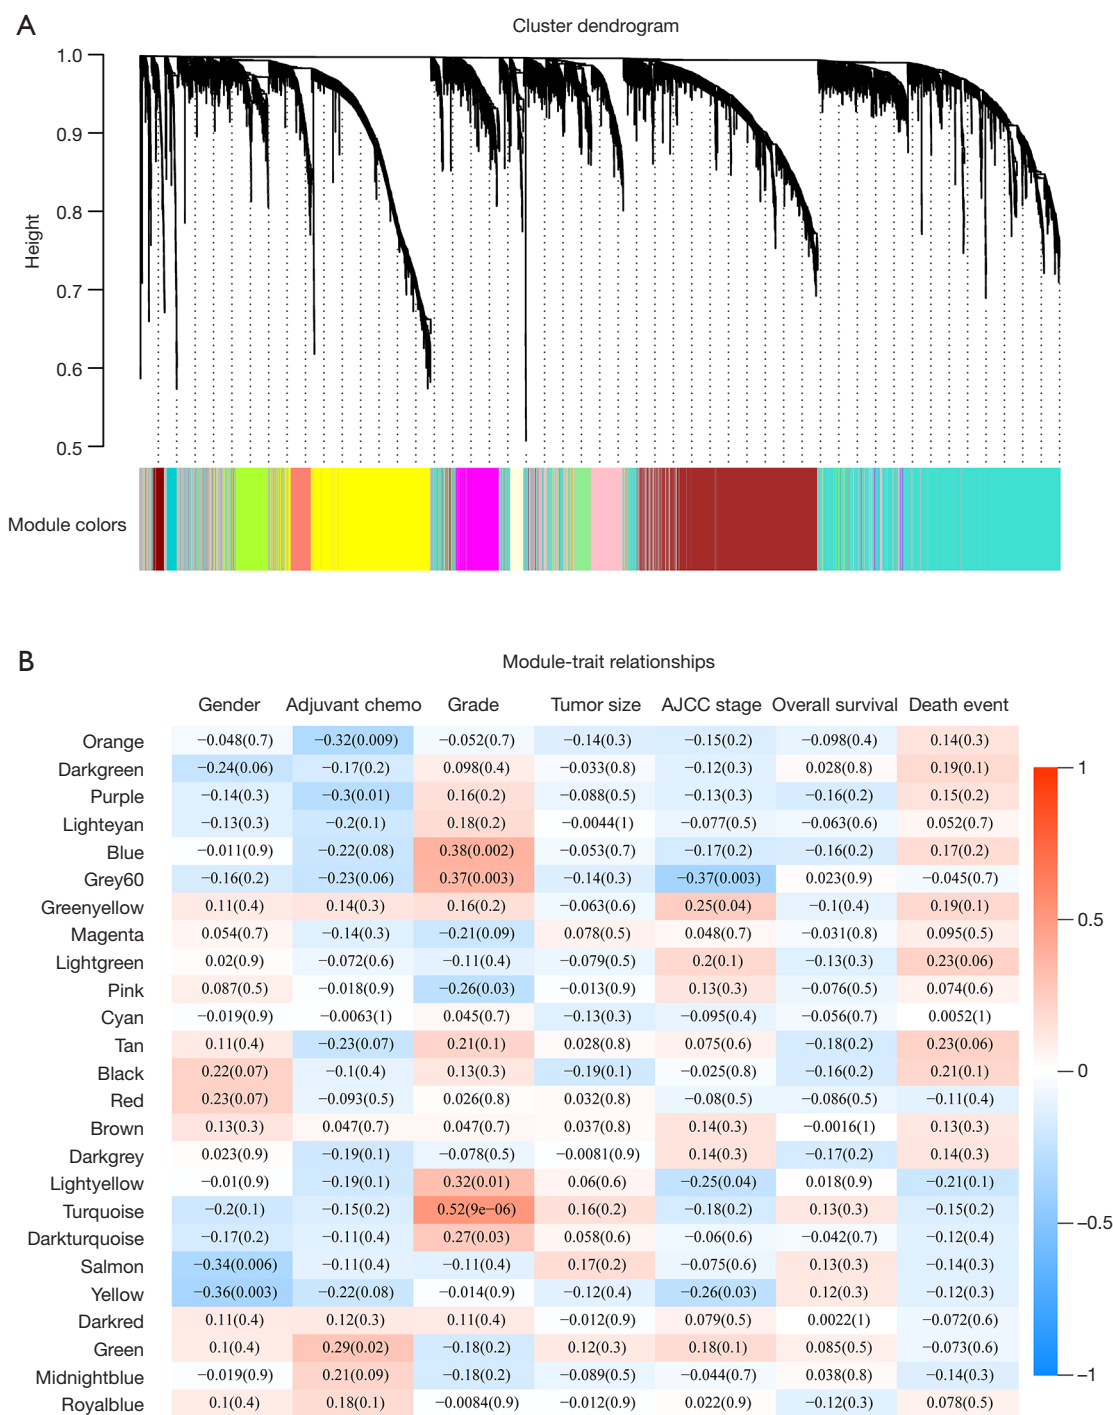 A
Cluster dendrogram
1.0
0.9
0.8
0.7
0.6
0.5
Height
Module colors
B
Module-trait relationships
Gender Adjuvant chemo Grade Tumor size AJCC stage Overall survival Death event
Orange −0.048(0.7) −0.32(0.009) −0.052(0.7) −0.14(0.3) −0.15(0.2) −0.098(0.4) 0.14(0.3)
Darkgreen −0.24(0.06) −0.17(0.2) 0.098(0.4) −0.033(0.8) −0.12(0.3) 0.028(0.8) 0.19(0.1)
Purple −0.14(0.3) −0.3(0.01) 0.16(0.2) −0.088(0.5) −0.13(0.3) −0.16(0.2) 0.15(0.2)
Lighteyan −0.13(0.3) −0.2(0.1) 0.18(0.2) −0.0044(1) −0.077(0.5) −0.063(0.6) 0.052(0.7)
Blue −0.011(0.9) −0.22(0.08) 0.38(0.002) −0.053(0.7) −0.17(0.2) −0.16(0.2) 0.17(0.2)
Grey60 −0.16(0.2) −0.23(0.06) 0.37(0.003) −0.14(0.3) −0.37(0.003) 0.023(0.9) −0.045(0.7)
Greenyellow 0.11(0.4) 0.14(0.3) 0.16(0.2) −0.063(0.6) 0.25(0.04) −0.1(0.4) 0.19(0.1)
Magenta 0.054(0.7) −0.14(0.3) −0.21(0.09) 0.078(0.5) 0.048(0.7) −0.031(0.8) 0.095(0.5)
Lightgreen 0.02(0.9) −0.072(0.6) −0.11(0.4) −0.079(0.5) 0.2(0.1) −0.13(0.3) 0.23(0.06)
Pink 0.087(0.5) −0.018(0.9) −0.26(0.03) −0.013(0.9) 0.13(0.3) −0.076(0.5) 0.074(0.6)
Cyan −0.019(0.9) −0.0063(1) 0.045(0.7) −0.13(0.3) −0.095(0.4) −0.056(0.7) 0.0052(1)
Tan 0.11(0.4) −0.23(0.07) 0.21(0.1) 0.028(0.8) 0.075(0.6) −0.18(0.2) 0.23(0.06)
Black 0.22(0.07) −0.1(0.4) 0.13(0.3) −0.19(0.1) −0.025(0.8) −0.16(0.2) 0.21(0.1)
Red 0.23(0.07) −0.093(0.5) 0.026(0.8) 0.032(0.8) −0.08(0.5) −0.086(0.5) −0.11(0.4)
Brown 0.13(0.3) 0.047(0.7) 0.047(0.7) 0.037(0.8) 0.14(0.3) −0.0016(1) 0.13(0.3)
Darkgrey 0.023(0.9) −0.19(0.1) −0.078(0.5) −0.0081(0.9) 0.14(0.3) −0.17(0.2) 0.14(0.3)
Lightyellow −0.01(0.9) −0.19(0.1) 0.32(0.01) 0.06(0.6) −0.25(0.04) 0.018(0.9) −0.21(0.1)
Turquoise −0.2(0.1) −0.15(0.2) 0.52(9e−06) 0.16(0.2) −0.18(0.2) 0.13(0.3) −0.15(0.2)
Darkturquoise −0.17(0.2) −0.11(0.4) 0.27(0.03) 0.058(0.6) −0.06(0.6) −0.042(0.7) −0.12(0.4)
Salmon −0.34(0.006) −0.11(0.4) −0.11(0.4) 0.17(0.2) −0.075(0.6) 0.13(0.3) −0.14(0.3)
Yellow −0.36(0.003) −0.22(0.08) −0.014(0.9) −0.12(0.4) −0.26(0.03) 0.12(0.3) −0.12(0.3)
Darkred 0.11(0.4) 0.12(0.3) 0.11(0.4) −0.012(0.9) 0.079(0.5) 0.0022(1) −0.072(0.6)
Green 0.1(0.4) 0.29(0.02) −0.18(0.2) 0.12(0.3) 0.18(0.1) 0.085(0.5) −0.073(0.6)
Midnightblue −0.019(0.9) 0.21(0.09) −0.18(0.2) −0.089(0.5) −0.044(0.7) 0.038(0.8) −0.14(0.3)
Royalblue 0.1(0.4) 0.18(0.1) −0.0084(0.9) −0.012(0.9) 0.022(0.9) −0.12(0.3) 0.078(0.5)
1
0.5
0
−0.5
−1